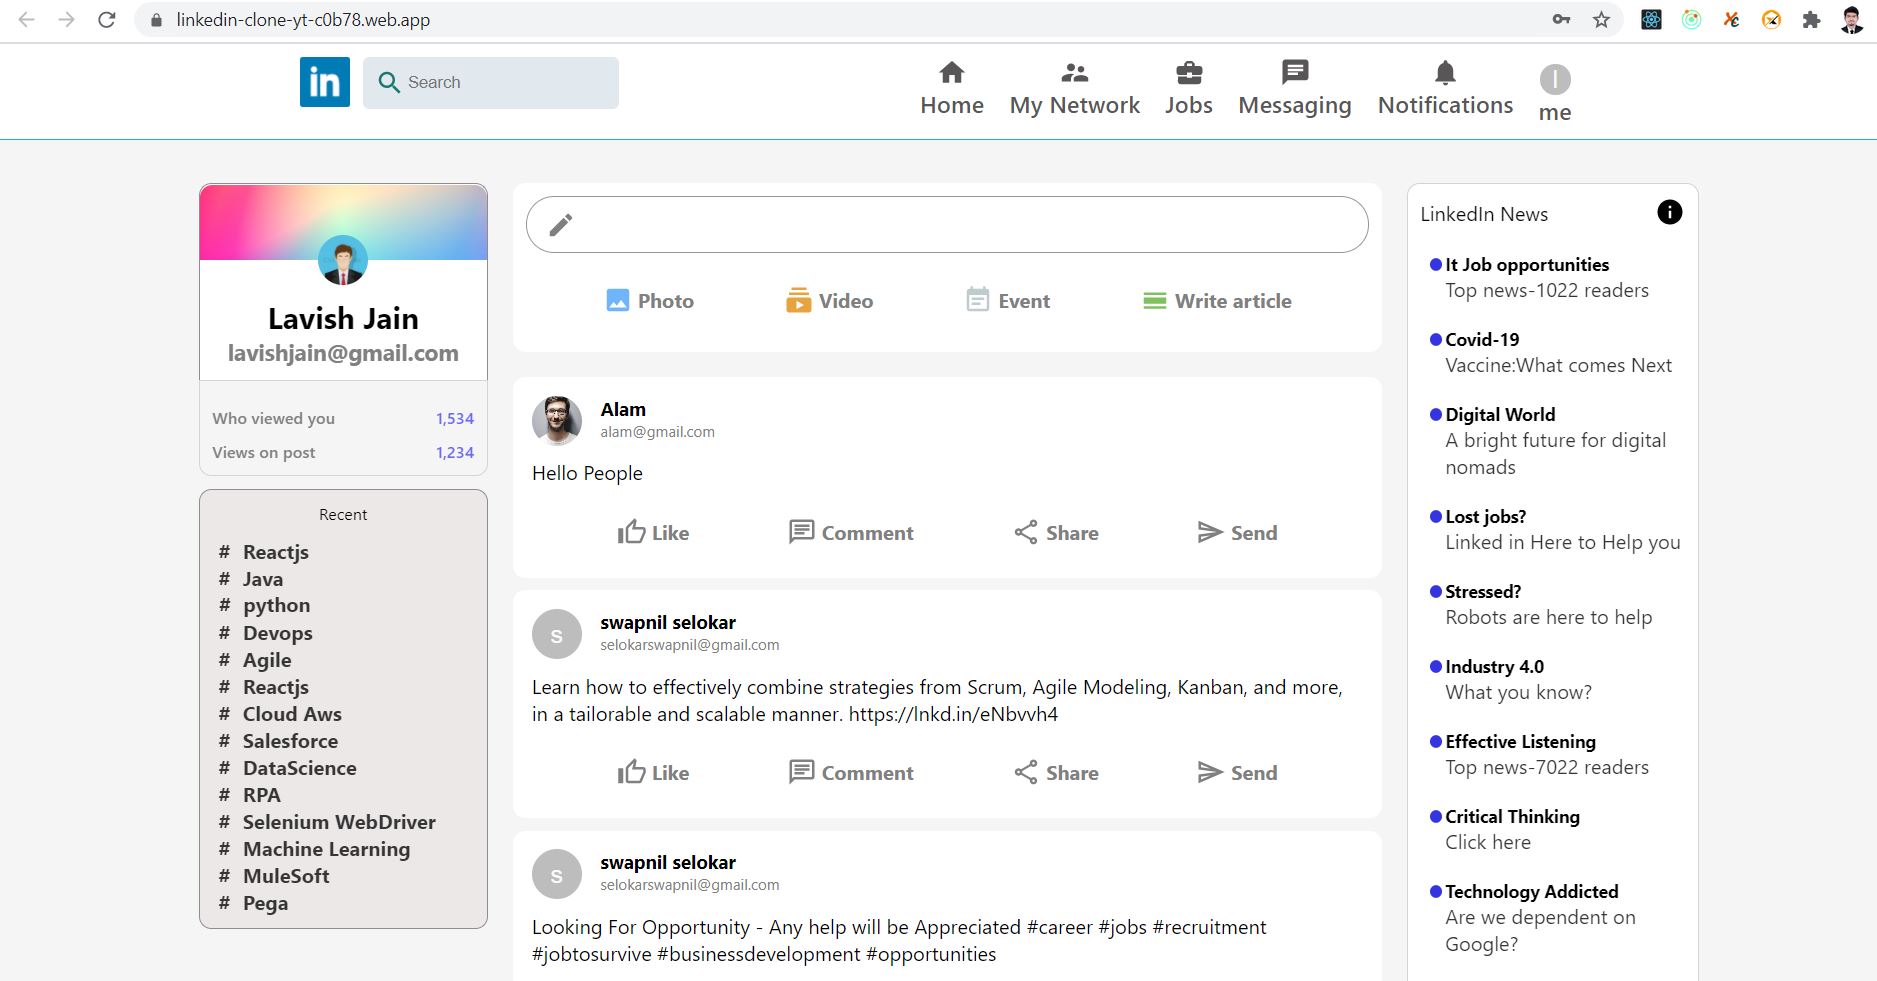 linkedin-clone-yt-c0b78.web.app
in
Search
Home
My Network
Jobs
Messaging
Notifications
l
me
Lavish Jain
lavishjain@gmail.com
Who viewed you 1,534
Views on post 1,234
Recent
# Reactjs
# Java
# python
# Devops
# Agile
# Reactjs
# Cloud Aws
# Salesforce
# DataScience
# RPA
# Selenium WebDriver
# Machine Learning
# MuleSoft
# Pega
Photo Video Event Write article
Alam
alam@gmail.com
Hello People
Like Comment Share Send
s
swapnil selokar
selokarswapnil@gmail.com
Learn how to effectively combine strategies from Scrum, Agile Modeling, Kanban, and more,
in a tailorable and scalable manner. https://lnkd.in/eNbvvh4
Like Comment Share Send
s
swapnil selokar
selokarswapnil@gmail.com
Looking For Opportunity - Any help will be Appreciated #career #jobs #recruitment
#jobtosurvive #businessdevelopment #opportunities
LinkedIn News
It Job opportunities
Top news-1022 readers
Covid-19
Vaccine:What comes Next
Digital World
A bright future for digital
nomads
Lost jobs?
Linked in Here to Help you
Stressed?
Robots are here to help
Industry 4.0
What you know?
Effective Listening
Top news-7022 readers
Critical Thinking
Click here
Technology Addicted
Are we dependent on
Google?